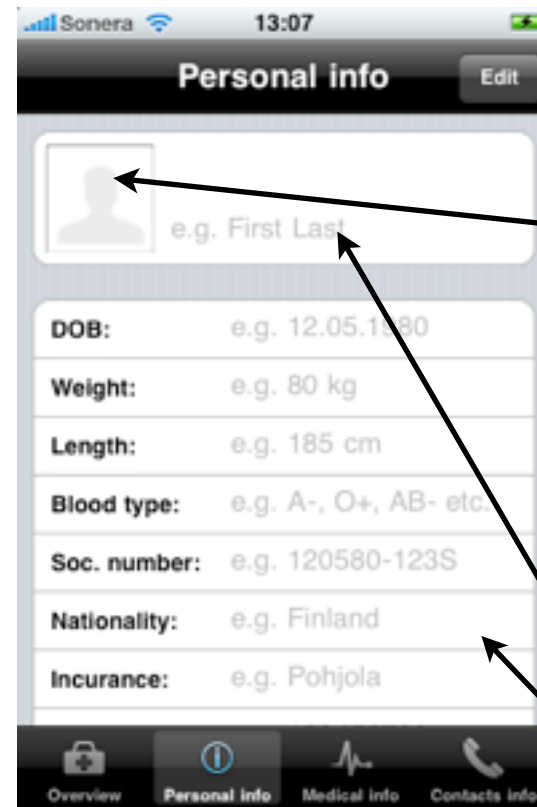 Sonera 13:07
Personal info Edit
e.g. First Last
DOB: e.g. 12.05.1980
Weight: e.g. 80 kg
Length: e.g. 185 cm
Blood type: e.g. A-, O+, AB- etc.
Soc. number: e.g. 120580-123S
Nationality: e.g. Finland
Incurance: e.g. Pohjola
Overview Personal info Medical info Contacts info